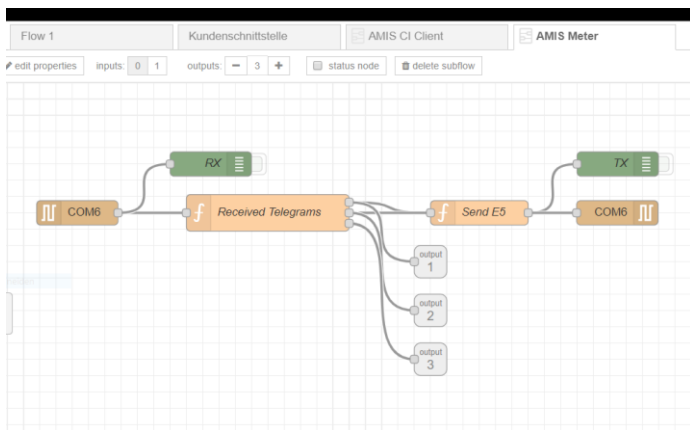 Flow 1
Kundenschnittstelle
AMIS CI Client
AMIS Meter
edit properties inputs: 0 1 outputs: 3 status node delete subflow
RX
TX
COM6
Received Telegrams
Send E5
COM6
output
1
output
2
output
3